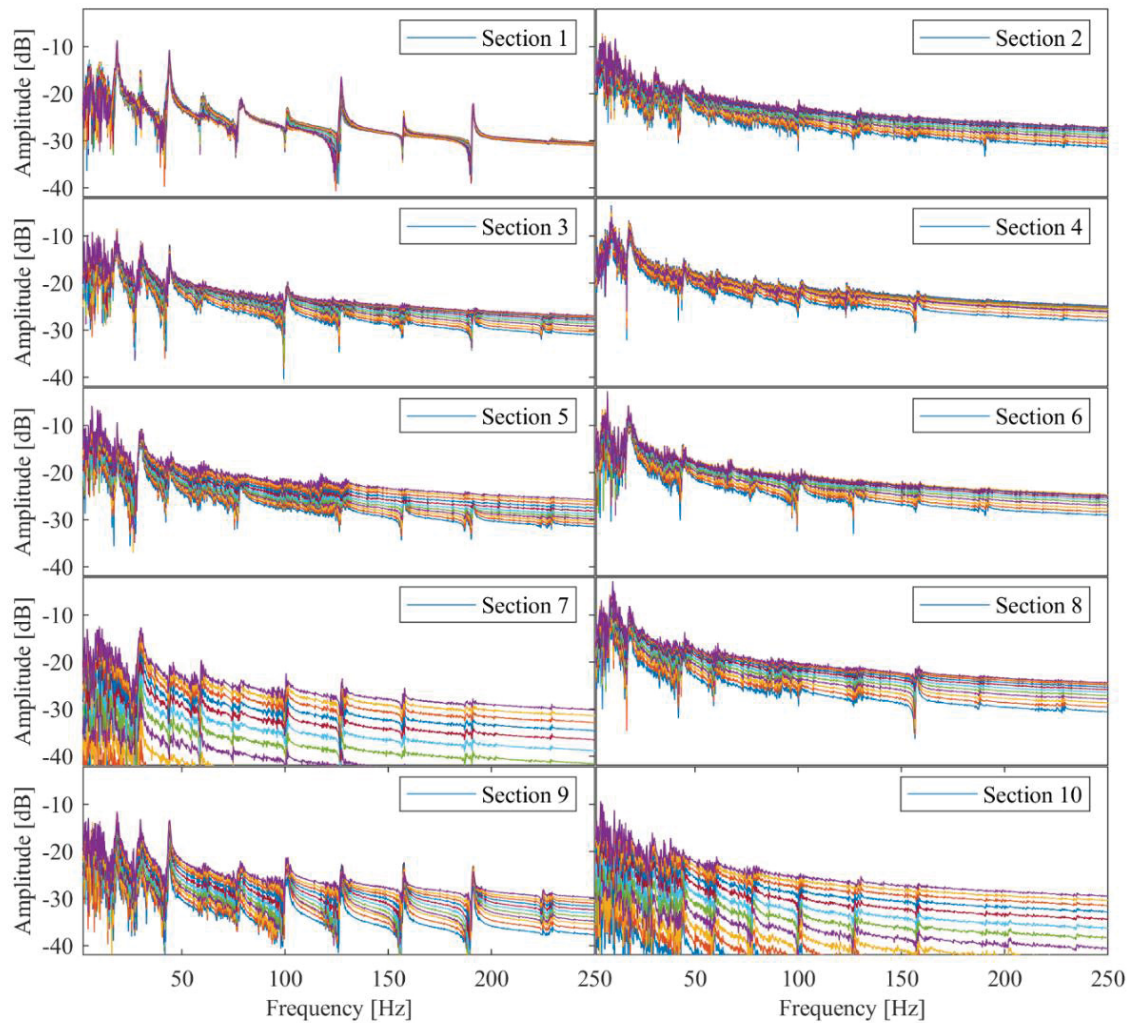 Section 1
Section 2
-10
-20
-30
-40
Amplitude [dB]
Section 3
Section 4
-10
-20
-30
-40
Amplitude [dB]
Section 5
Section 6
-10
-20
-30
-40
Amplitude [dB]
Section 7
Section 8
-10
-20
-30
-40
Amplitude [dB]
Section 9
Section 10
-10
-20
-30
-40
Amplitude [dB]
50 100 150 200 250 50 100 150 200 250
Frequency [Hz] Frequency [Hz]